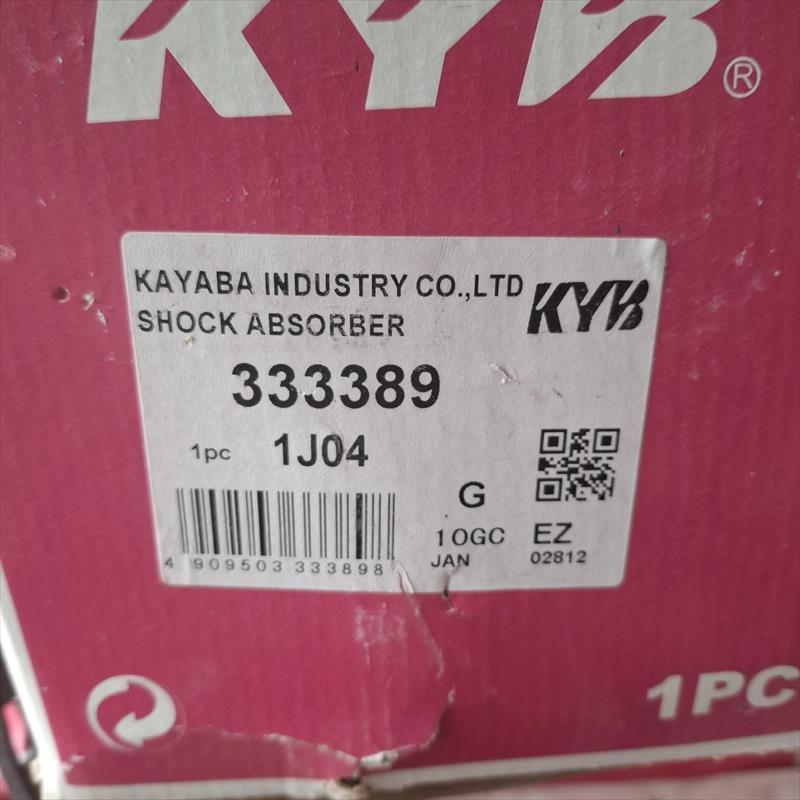 KYB®
KAYABA INDUSTRY CO.,LTD KYB
SHOCK ABSORBER
333389
1pc 1J04
G
10GC EZ
JAN 02812
4 909503 333898
1PC